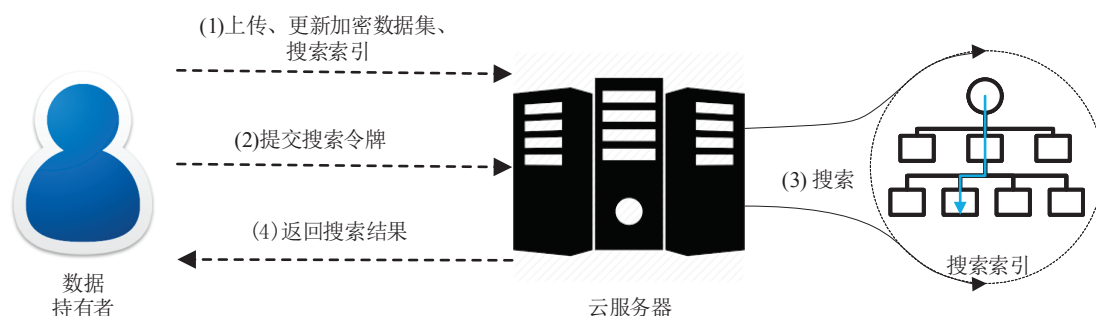 (1)上传、更新加密数据集、
搜索索引
(2)提交搜索令牌
(3) 搜索
(4)返回搜索结果
搜索索引
数据
持有者
云服务器